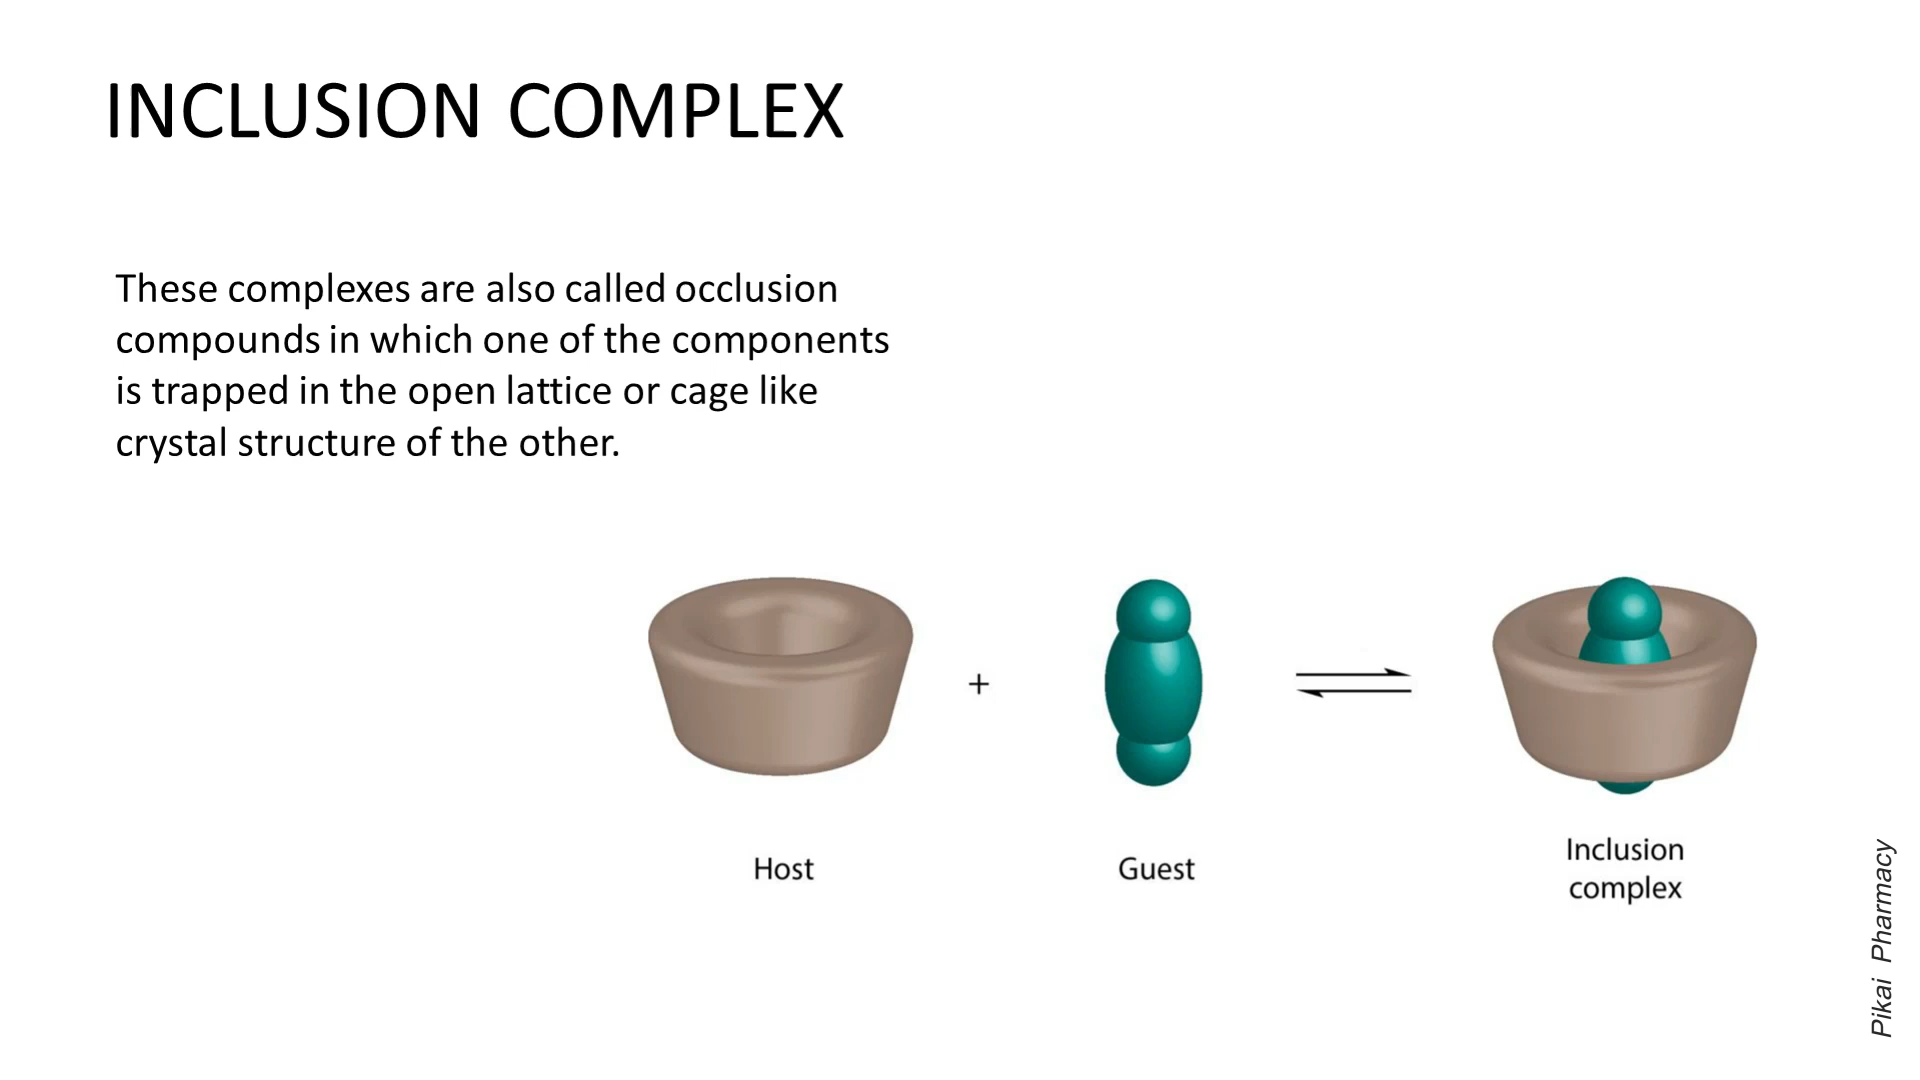 INCLUSION COMPLEX
These complexes are also called occlusion
compounds in which one of the components
is trapped in the open lattice or cage like
crystal structure of the other.
+
Host
Guest
Inclusion
complex
Pikai Pharmacy